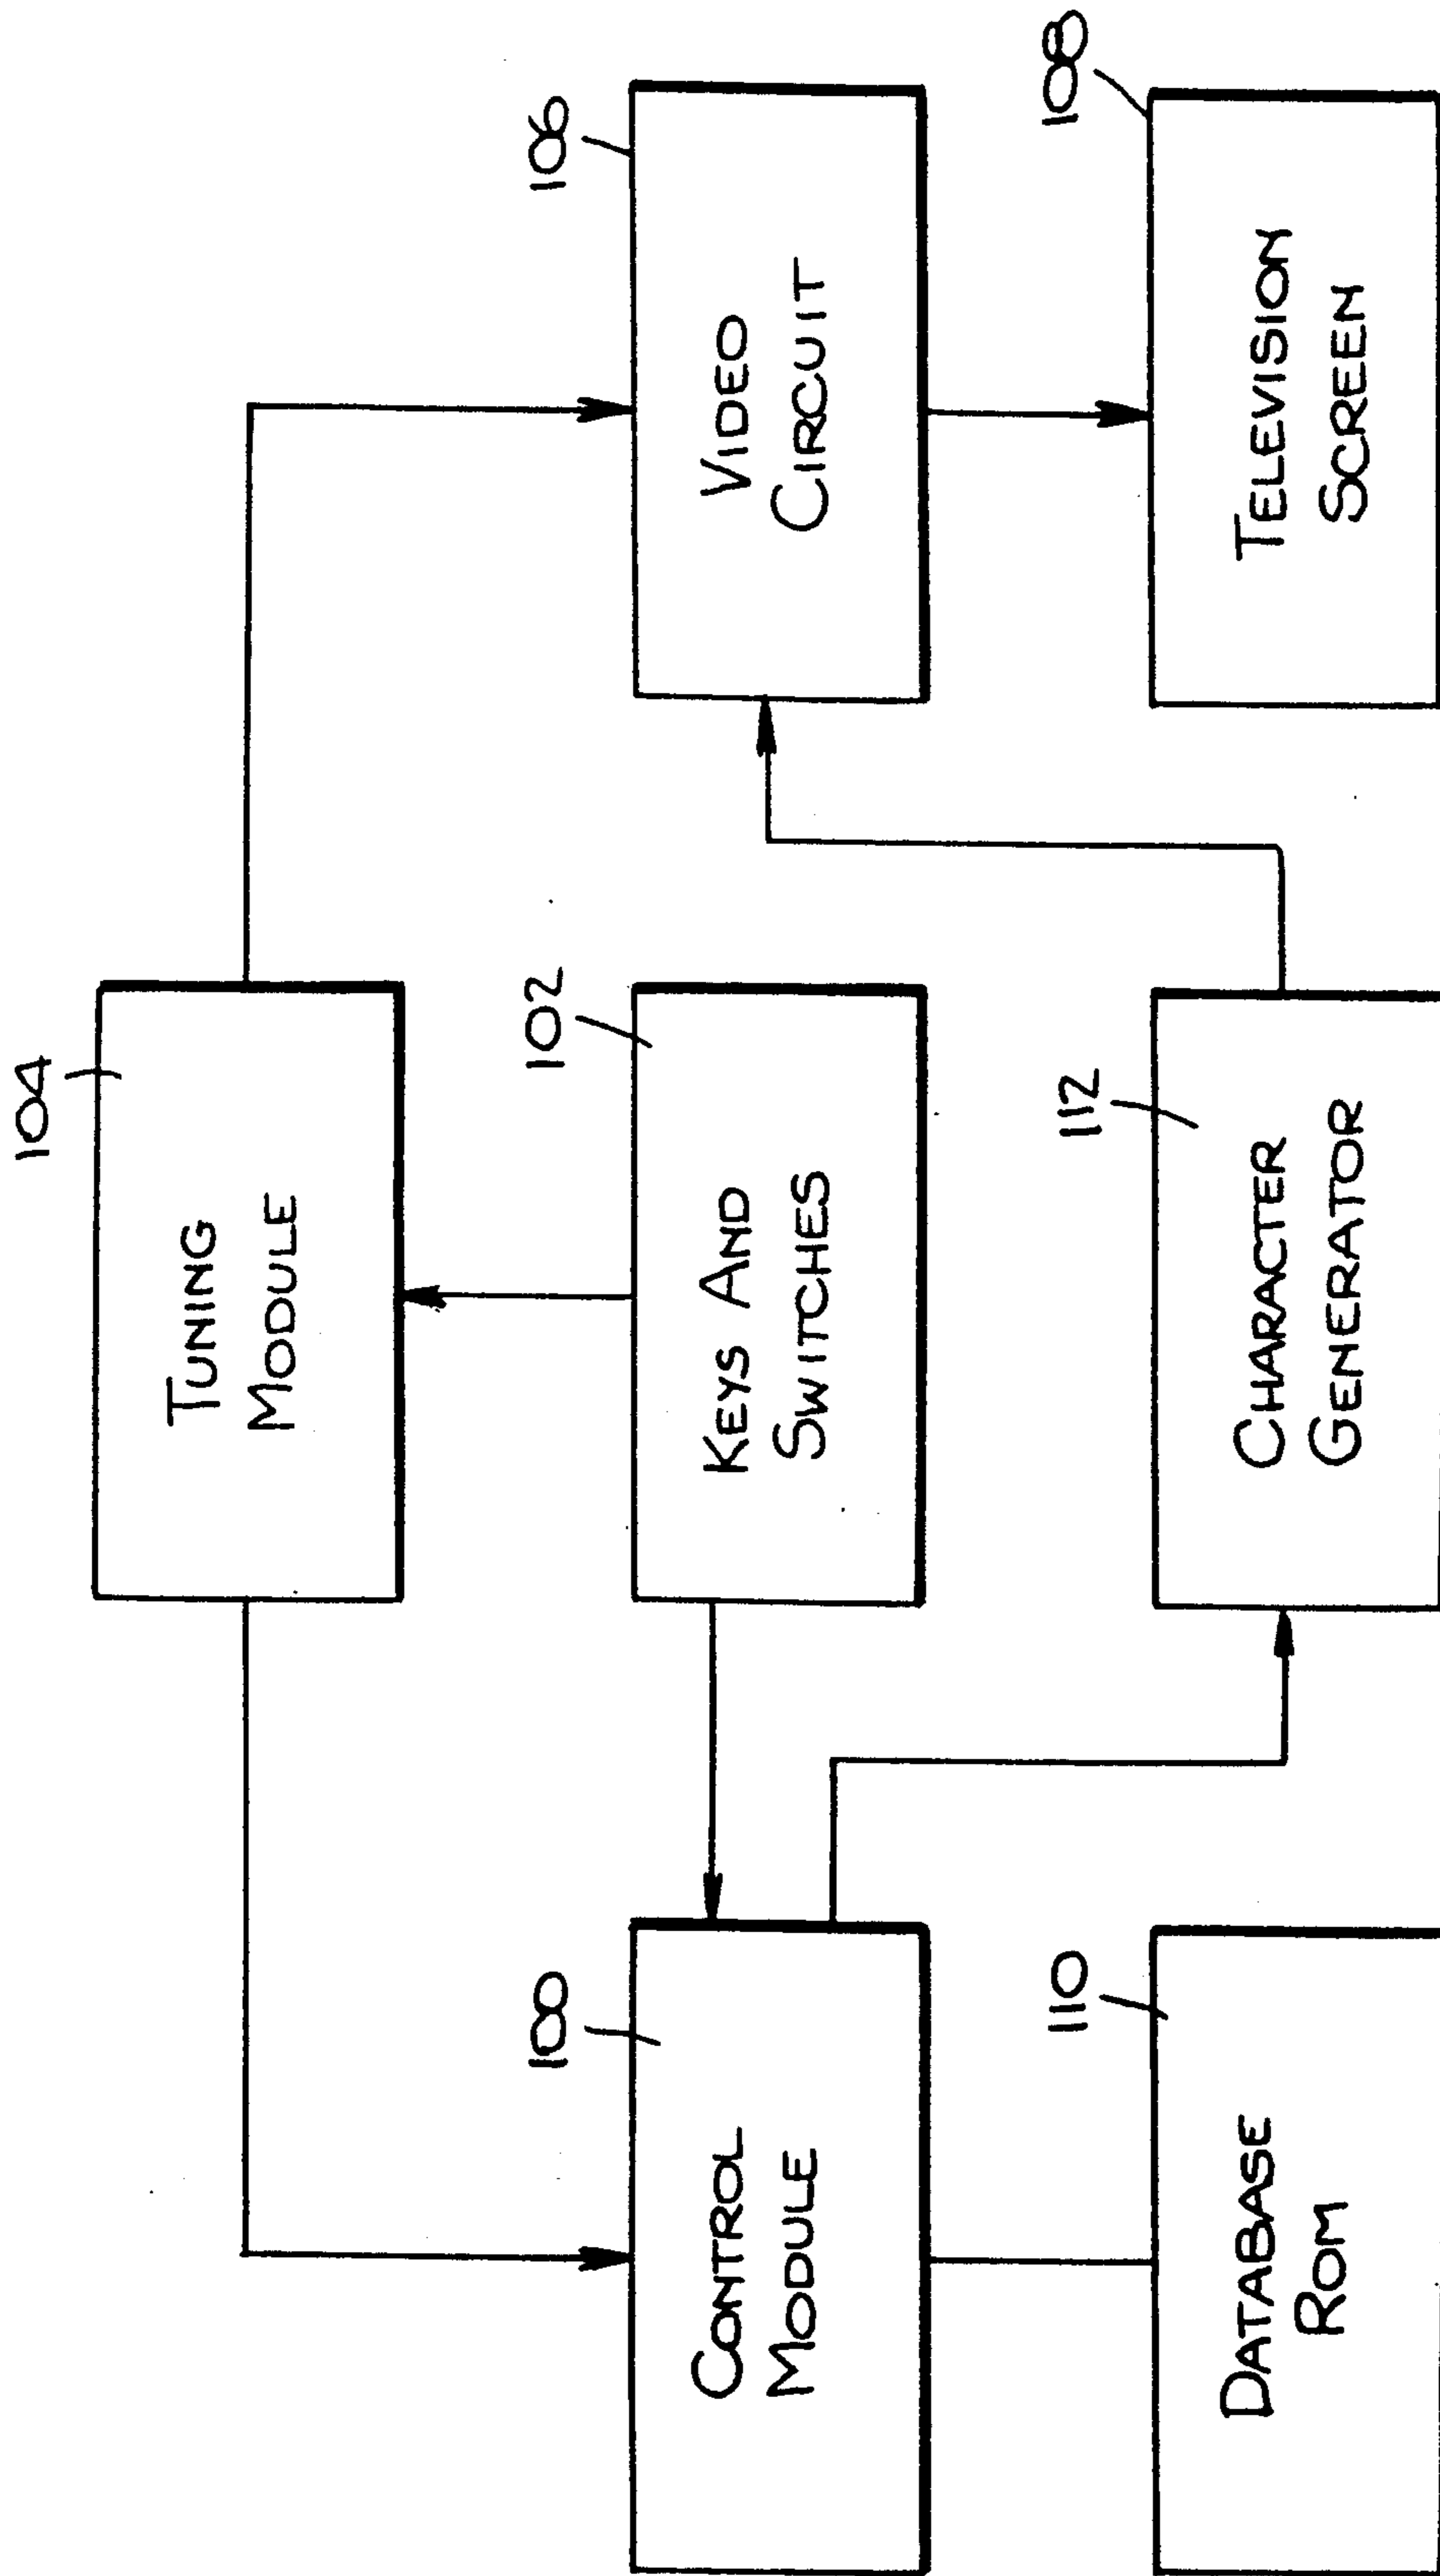 104
TUNING
MODULE
100
CONTROL
MODULE
102
KEYS AND
SWITCHES
106
VIDEO
CIRCUIT
110
DATABASE
ROM
112
CHARACTER
GENERATOR
108
TELEVISION
SCREEN